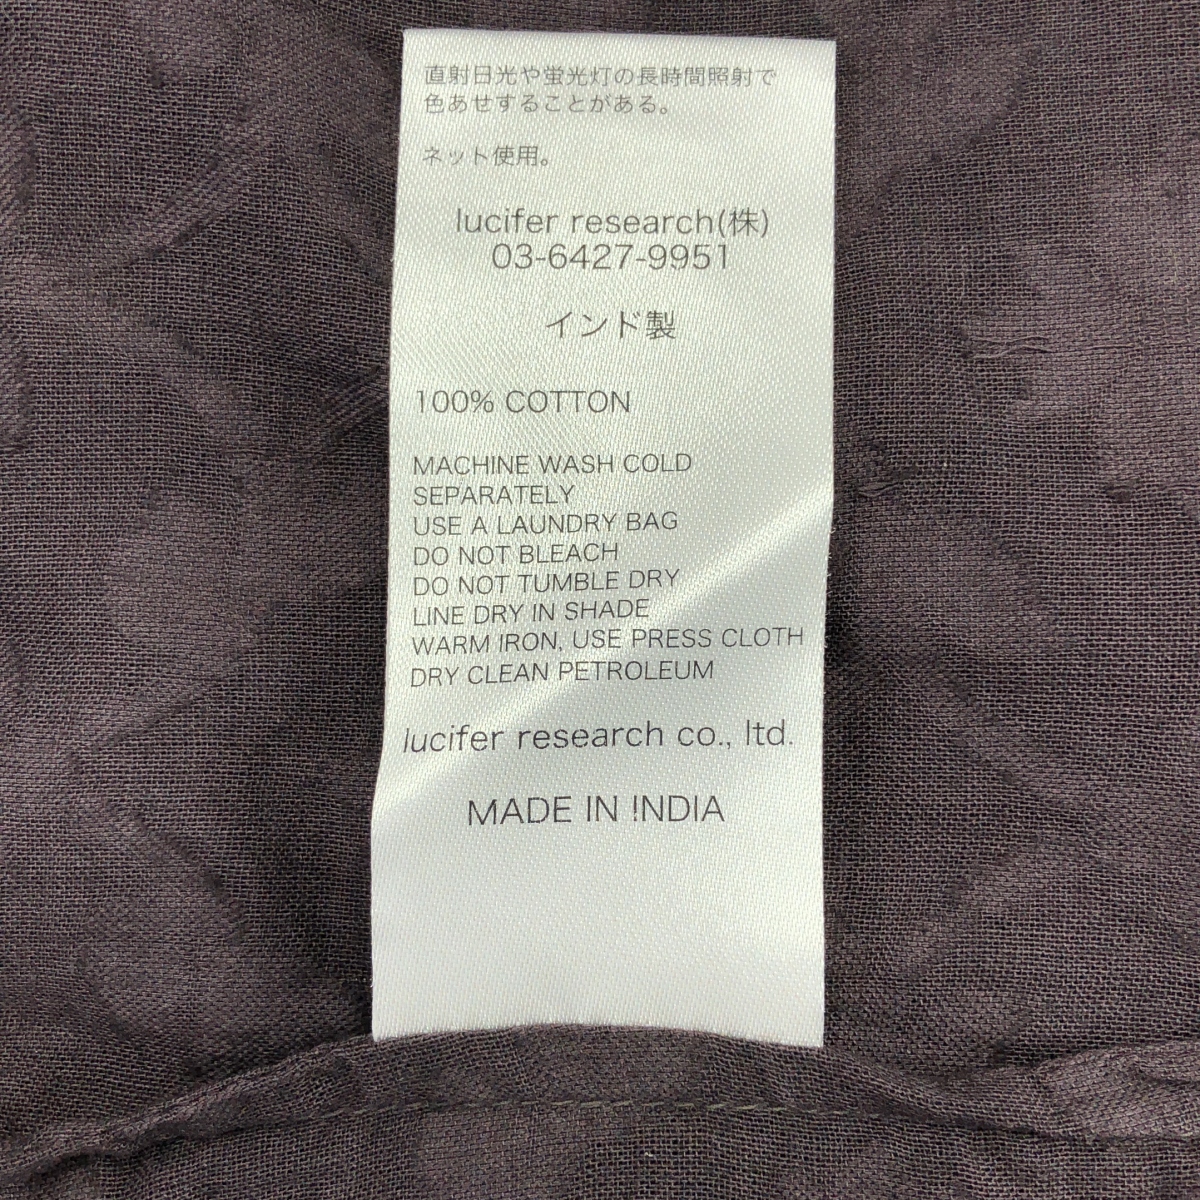 直射日光や蛍光灯の長時間照射で
色あせすることがある。
ネット使用。
lucifer research(株)
03-6427-9951
インド製
100% COTTON
MACHINE WASH COLD
SEPARATELY
USE A LAUNDRY BAG
DO NOT BLEACH
DO NOT TUMBLE DRY
LINE DRY IN SHADE
WARM IRON, USE PRESS CLOTH
DRY CLEAN PETROLEUM
lucifer research co., ltd.
MADE IN INDIA